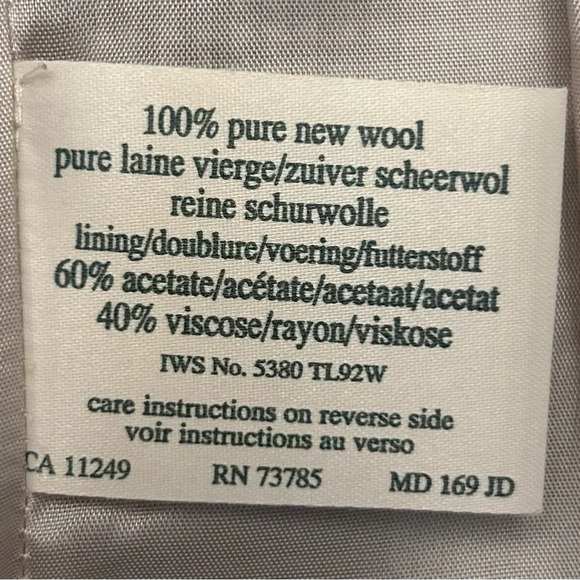 100% pure new wool
pure laine vierge/zuiver scheerwol
reine schurwolle
lining/doublure/voering/futterstoff
60% acetate/acétate/acetaat/acetat
40% viscose/rayon/viskose
IWS No. 5380 TL92W
care instructions on reverse side
voir instructions au verso
CA 11249 RN 73785 MD 169 JD